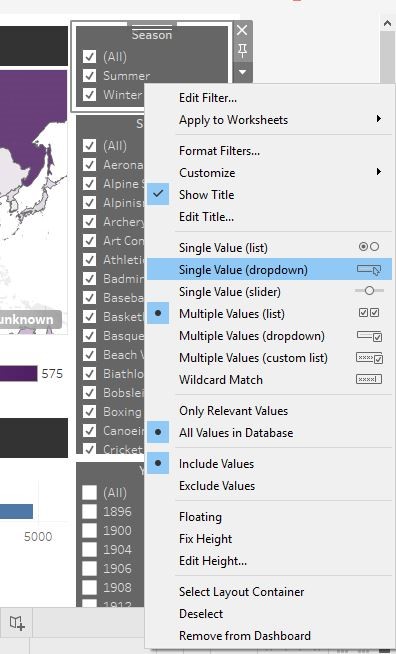 Season
(All)
Summer
Winter
Edit Filter...
Apply to Worksheets
Format Filters...
Customize
Show Title
Edit Title...
Single Value (list)
Single Value (dropdown)
Single Value (slider)
Multiple Values (list)
Multiple Values (dropdown)
Multiple Values (custom list)
Wildcard Match
Only Relevant Values
All Values in Database
Include Values
Exclude Values
Floating
Fix Height
Edit Height...
Select Layout Container
Deselect
Remove from Dashboard
S
(All)
Aerona
Alpine S
Alpinis
Archery
Art Con
Athleti
Badmi
Baseba
Basket
Basque
Beach V
Biathlo
Bobslei
Boxing
Canoei
Cricket
Y
(All)
1896
1900
1904
1906
1908
1912
unknown
575
5000